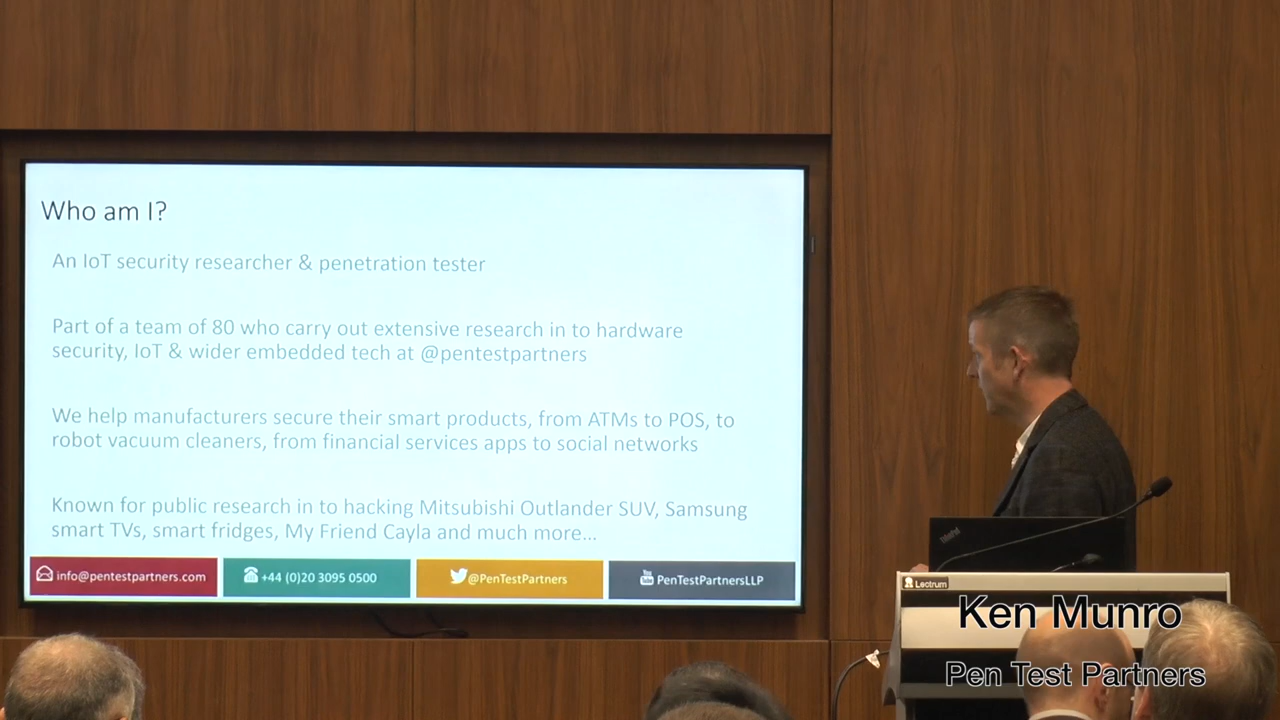 Who am I?
An IoT security researcher & penetration tester
Part of a team of 80 who carry out extensive research in to hardware
security, IoT & wider embedded tech at @pentestpartners
We help manufacturers secure their smart products, from ATMs to POS, to
robot vacuum cleaners, from financial services apps to social networks
Known for public research in to hacking Mitsubishi Outlander SUV, Samsung
smart TVs, smart fridges, My Friend Cayla and much more...
info@pentestpartners.com
+44 (0)20 3095 0500
@PenTestPartners
You Tube PenTestPartnersLLP
ThinkPad
Lectrum
Ken Munro
Pen Test Partners